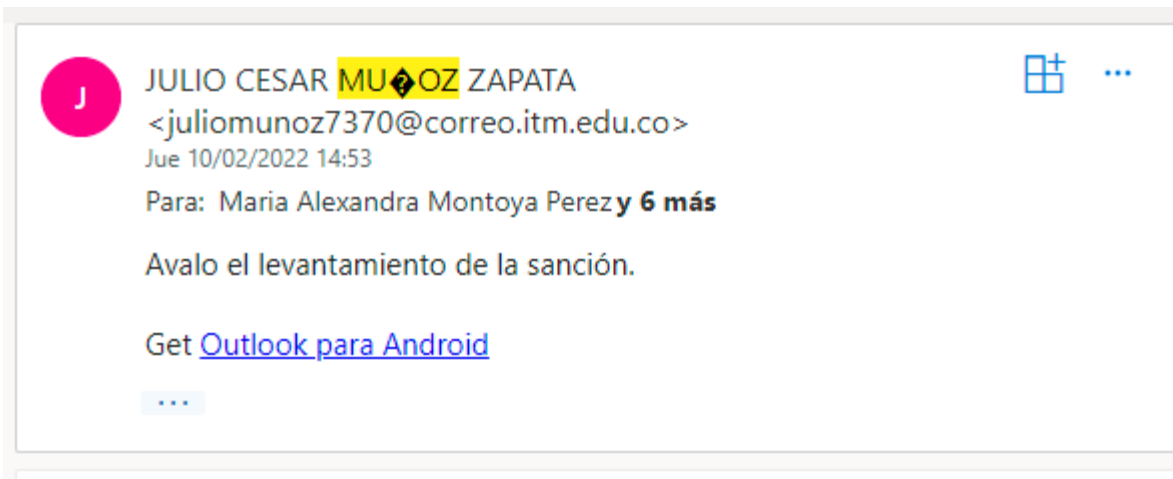 J
JULIO CESAR MU�OZ ZAPATA
<juliomunoz7370@correo.itm.edu.co>
Jue 10/02/2022 14:53
Para: Maria Alexandra Montoya Perez y 6 más
Avalo el levantamiento de la sanción.
Get Outlook para Android